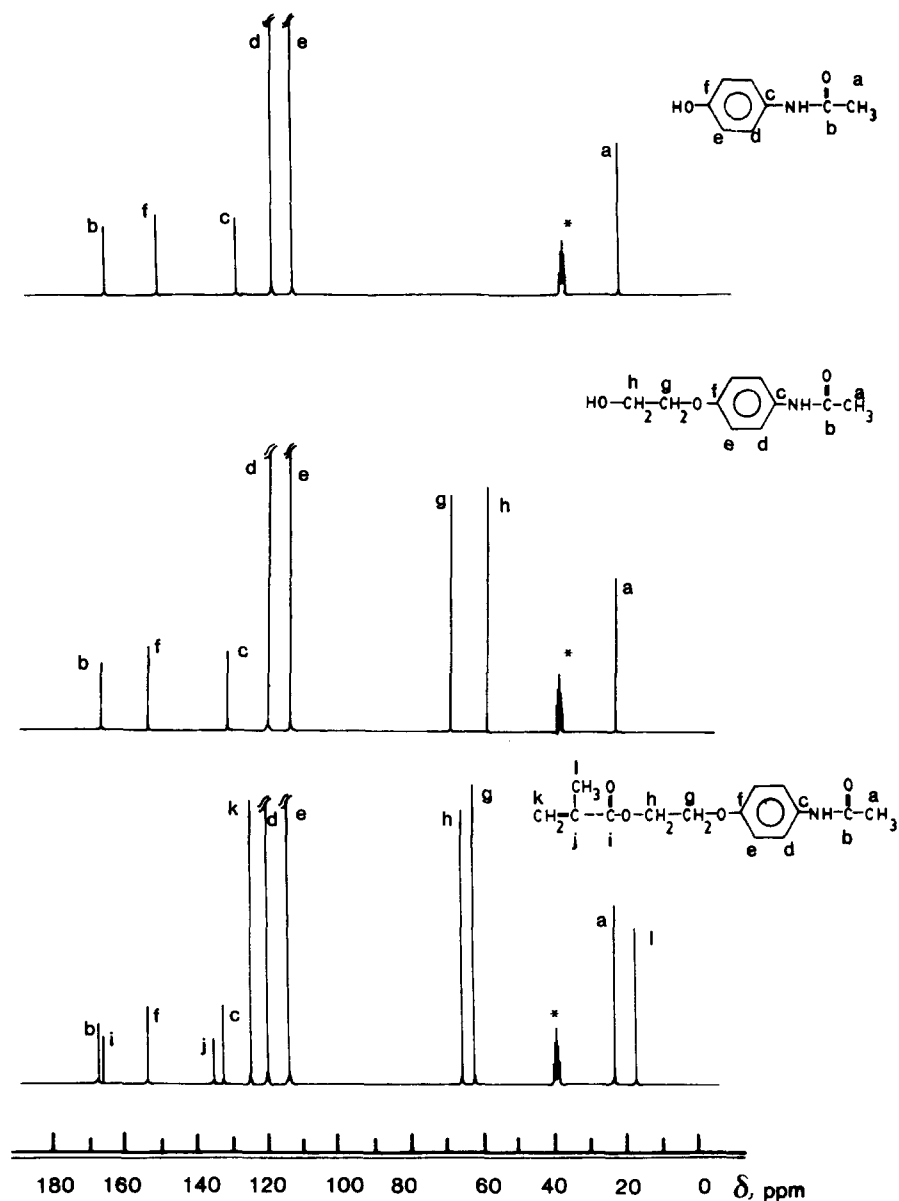 d e
O a
f c
HO NH C CH3
e d b
a
b f c *
h g f c O a
HO-CH2-CH2-O NH-C-CH3
e d b
d e
g h
a
b f c *
l
CH3 O h g f c O a
k CH2=C-C-O-CH2-CH2-O NH-C-CH3
j i e d b
k d e h g
a l
b i f j c *
180 160 140 120 100 80 60 40 20 0 δ, ppm